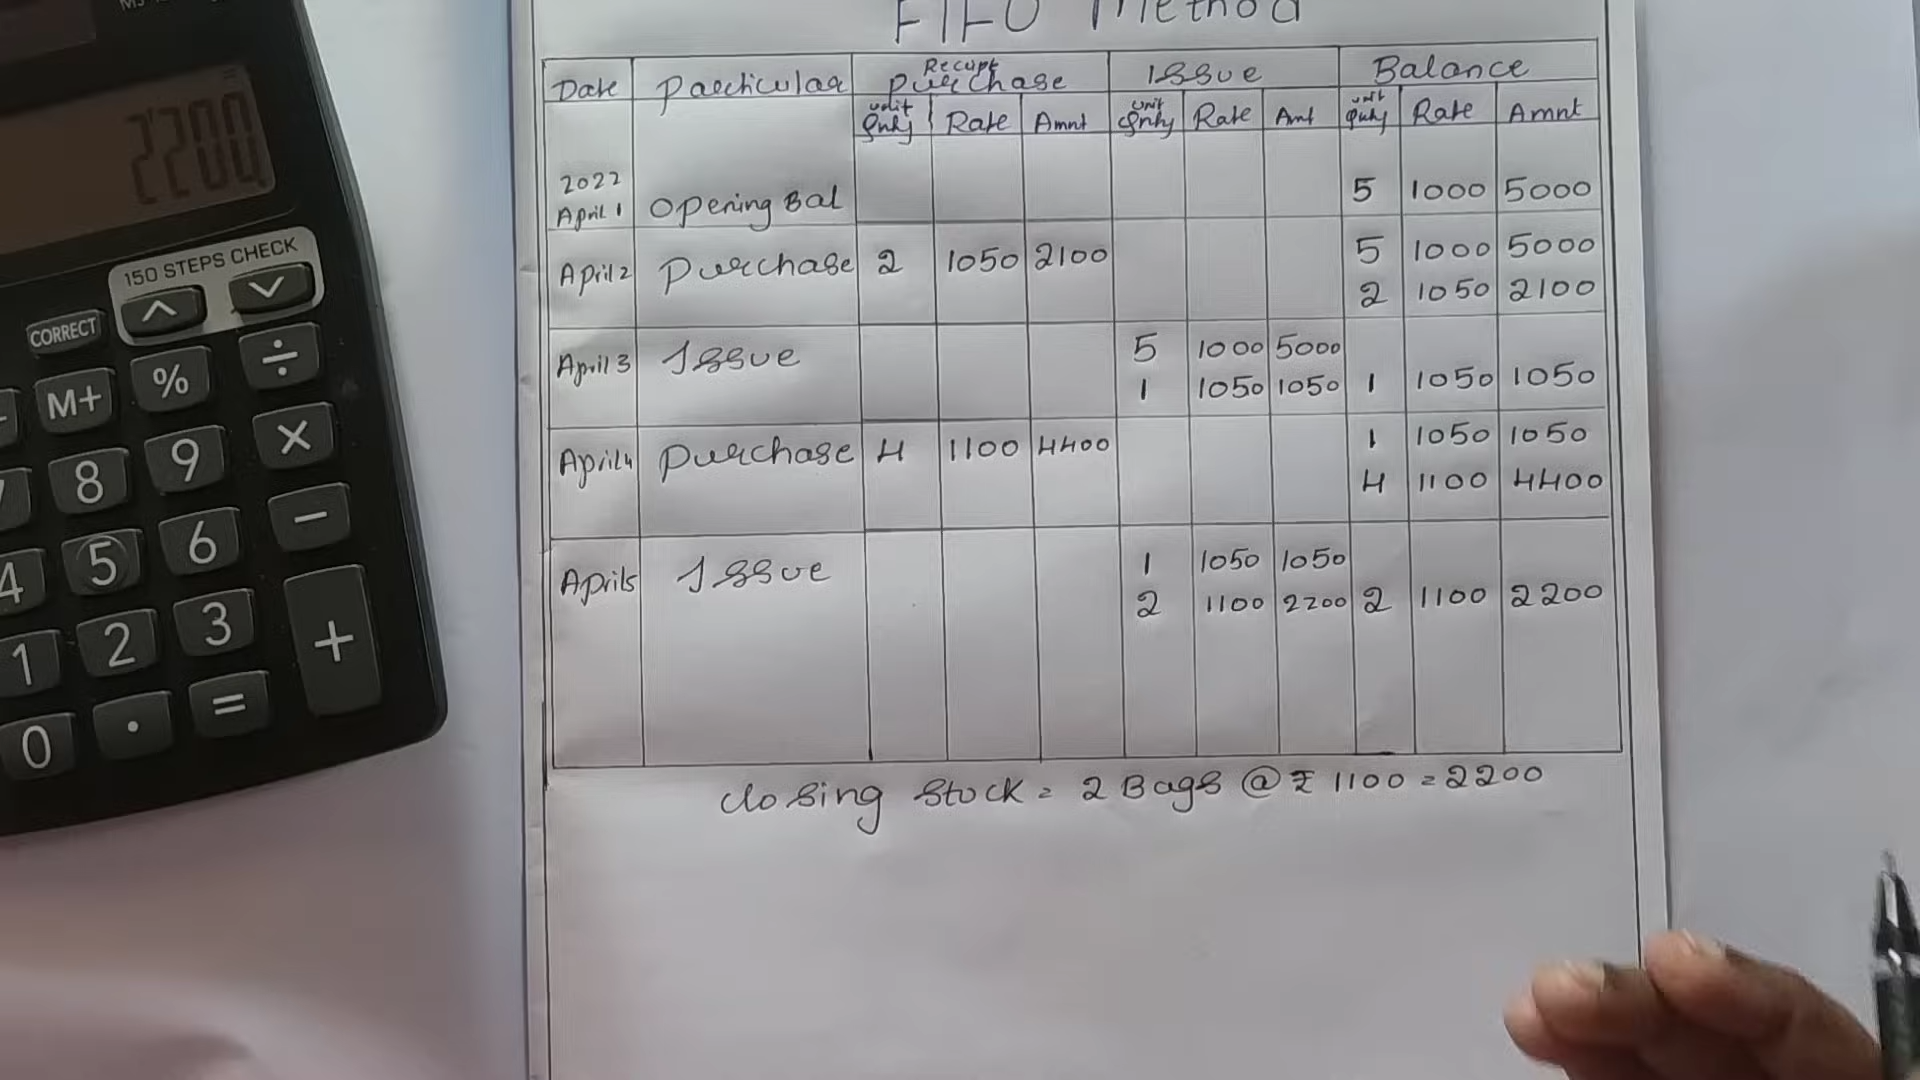 FIFO Method
Date Particular Recipt Purchase Issue Balance
unit Qnty Rate Amnt unit Qnty Rate Amt unit Qnty Rate Amnt
2022 April 1 Opening Bal 5 1000 5000
April 2 Purchase 2 1050 2100 5 1000 5000
2 1050 2100
April 3 Issue 5 1000 5000
1 1050 1050 1 1050 1050
April 4 Purchase 4 1100 4400 1 1050 1050
4 1100 4400
April 5 Issue 1 1050 1050
2 1100 2200 2 1100 2200
Closing Stock = 2 Bags @ ₹ 1100 = 2200
2200.
150 STEPS CHECK
CORRECT
M+ % ÷
8 9 ×
4 5 6 −
1 2 3 +
0 . =